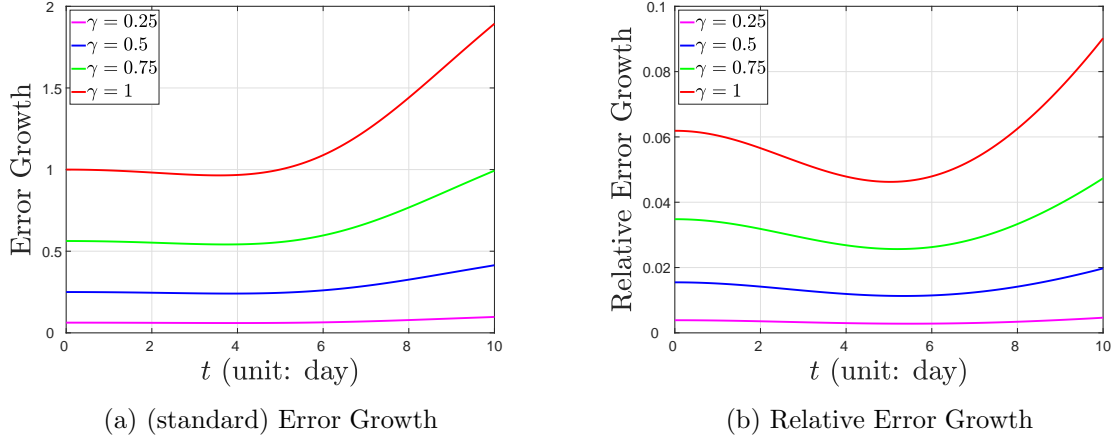 2
1.5
1
0.5
0
Error Growth
γ = 0.25
γ = 0.5
γ = 0.75
γ = 1
0 2 4 6 8 10
t (unit: day)
(a) (standard) Error Growth
0.1
0.08
0.06
0.04
0.02
0
Relative Error Growth
γ = 0.25
γ = 0.5
γ = 0.75
γ = 1
0 2 4 6 8 10
t (unit: day)
(b) Relative Error Growth